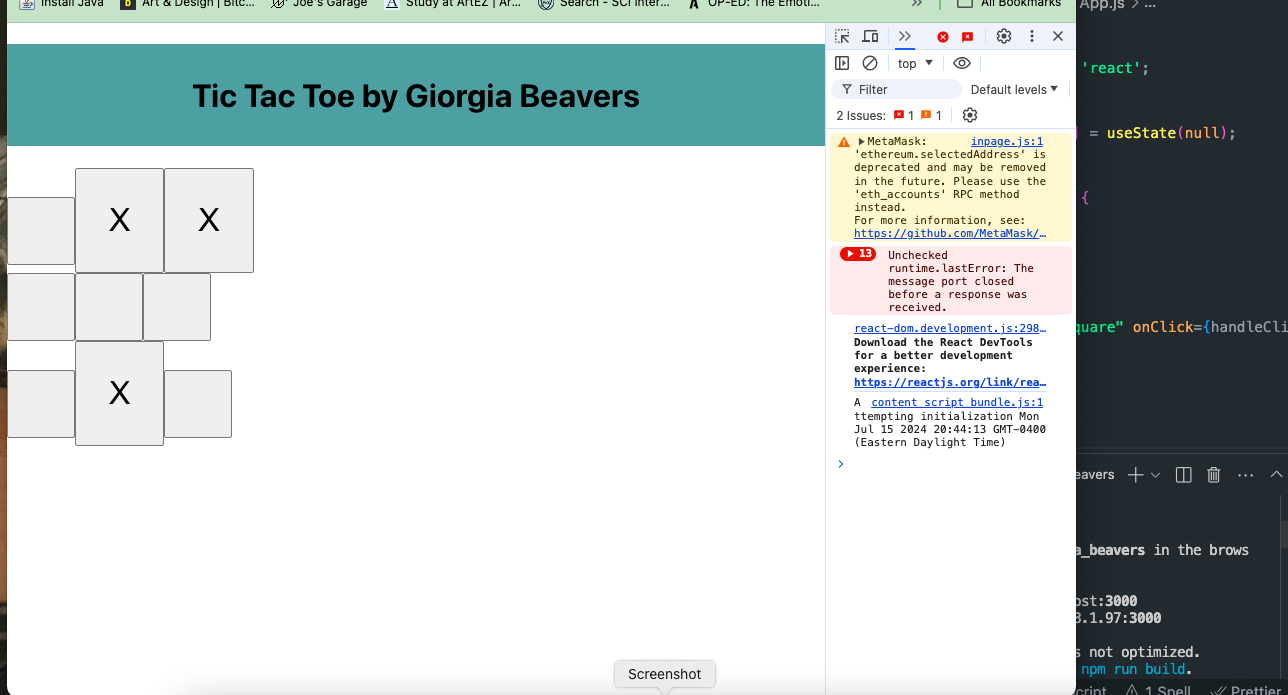 Install Java
Art & Design | Bitc...
Joe's Garage
Study at ArtEZ | Ar...
Search - SCI Inter...
OP-ED: The Emoti...
»
All Bookmarks
Tic Tac Toe by Giorgia Beavers
X X
X
top
Filter
Default levels
2 Issues: 1 1
MetaMask: inpage.js:1
'ethereum.selectedAddress' is
deprecated and may be removed
in the future. Please use the
'eth_accounts' RPC method
instead.
For more information, see:
https://github.com/MetaMask/…
13 Unchecked
runtime.lastError: The
message port closed
before a response was
received.
react-dom.development.js:298…
Download the React DevTools
for a better development
experience:
https://reactjs.org/link/rea…
A content script bundle.js:1
ttempting initialization Mon
Jul 15 2024 20:44:13 GMT-0400
(Eastern Daylight Time)
Screenshot
App.js > ...
'react';
= useState(null);
{
quare" onClick={handleCli
eavers
a_beavers in the brows
ost:3000
3.1.97:3000
s not optimized.
npm run build.
cript 1 Spell Prettier